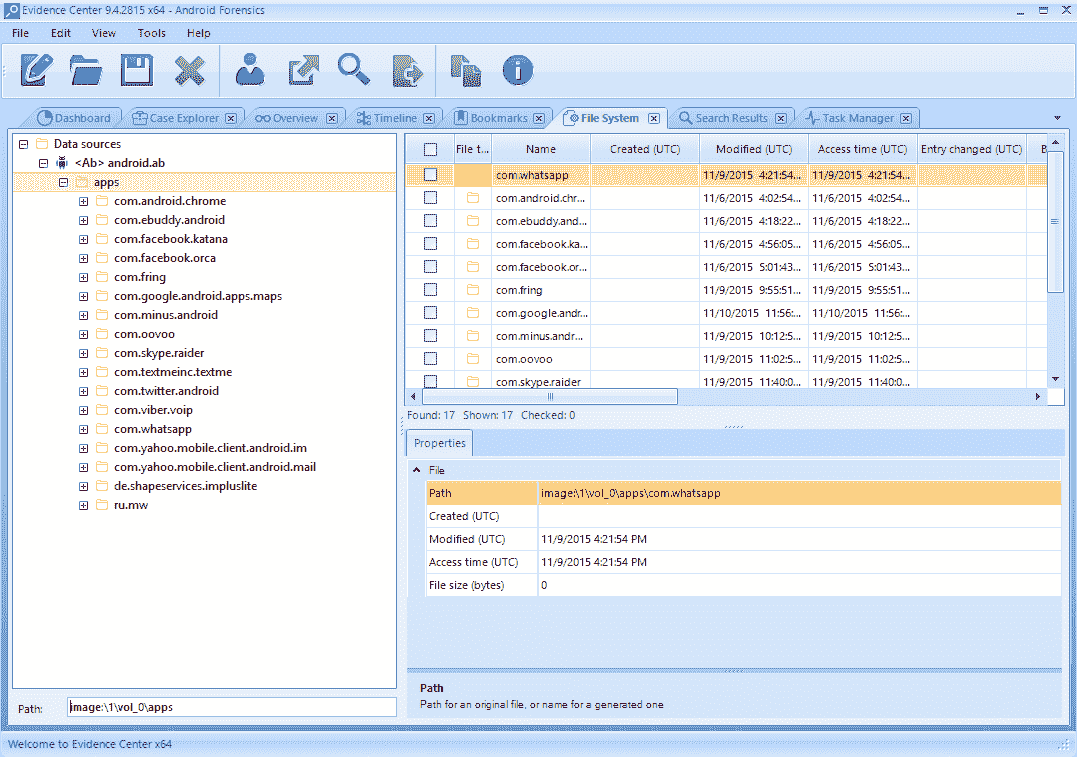 Evidence Center 9.4.2815 x64 - Android Forensics
File Edit View Tools Help
Dashboard Case Explorer Overview Timeline Bookmarks File System Search Results Task Manager
Data sources
<Ab> android.ab
apps
com.android.chrome
com.ebuddy.android
com.facebook.katana
com.facebook.orca
com.fring
com.google.android.apps.maps
com.minus.android
com.oovoo
com.skype.raider
com.textmeinc.textme
com.twitter.android
com.viber.voip
com.whatsapp
com.yahoo.mobile.client.android.im
com.yahoo.mobile.client.android.mail
de.shapeservices.impluslite
ru.mw
Path: image:\1\vol_0\apps
File t... Name Created (UTC) Modified (UTC) Access time (UTC) Entry changed (UTC) B
com.whatsapp 11/9/2015 4:21:54... 11/9/2015 4:21:54...
com.android.chr... 11/6/2015 4:02:54... 11/6/2015 4:02:54...
com.ebuddy.and... 11/6/2015 4:18:22... 11/6/2015 4:18:22...
com.facebook.ka... 11/6/2015 4:56:05... 11/6/2015 4:56:05...
com.facebook.or... 11/6/2015 5:01:43... 11/6/2015 5:01:43...
com.fring 11/9/2015 9:55:51... 11/9/2015 9:55:51...
com.google.andr... 11/10/2015 11:56:... 11/10/2015 11:56:...
com.minus.andr... 11/9/2015 10:12:5... 11/9/2015 10:12:5...
com.oovoo 11/9/2015 11:02:5... 11/9/2015 11:02:5...
com.skype.raider 11/9/2015 11:40:0... 11/9/2015 11:40:0...
Found: 17 Shown: 17 Checked: 0
Properties
File
Path image:\1\vol_0\apps\com.whatsapp
Created (UTC)
Modified (UTC) 11/9/2015 4:21:54 PM
Access time (UTC) 11/9/2015 4:21:54 PM
File size (bytes) 0
Path
Path for an original file, or name for a generated one
Welcome to Evidence Center x64